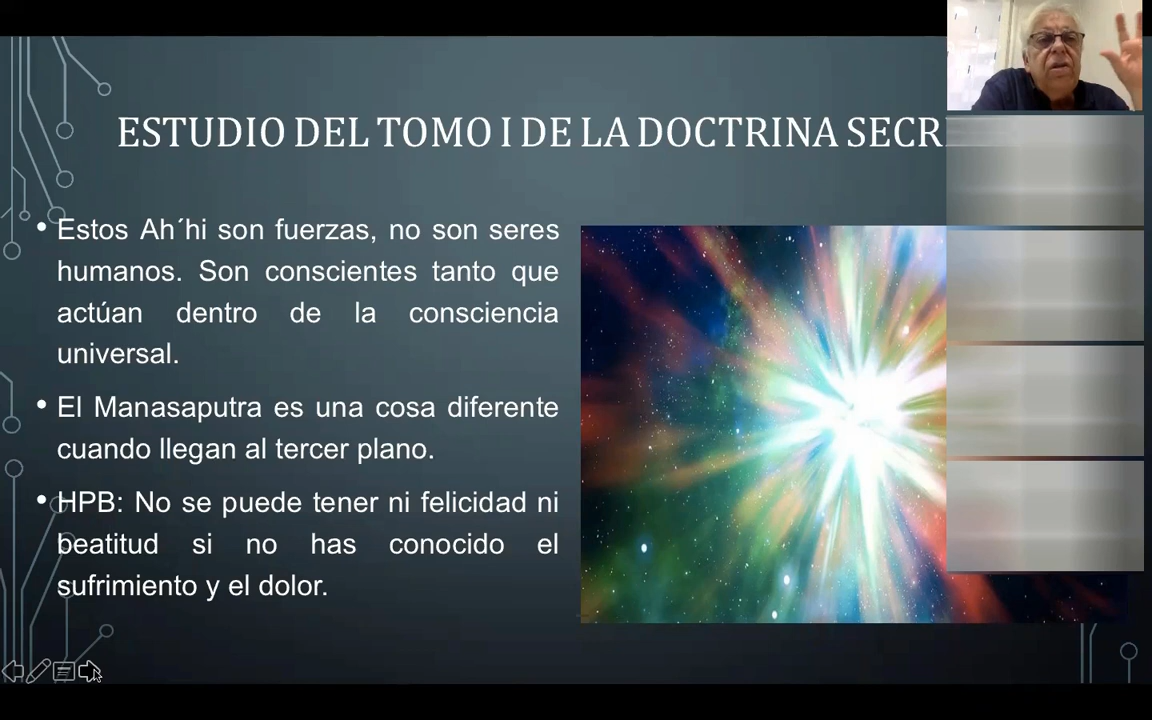 ESTUDIO DEL TOMO I DE LA DOCTRINA SECR
Estos Ah´hi son fuerzas, no son seres
humanos. Son conscientes tanto que
actúan dentro de la consciencia
universal.
El Manasaputra es una cosa diferente
cuando llegan al tercer plano.
HPB: No se puede tener ni felicidad ni
beatitud si no has conocido el
sufrimiento y el dolor.